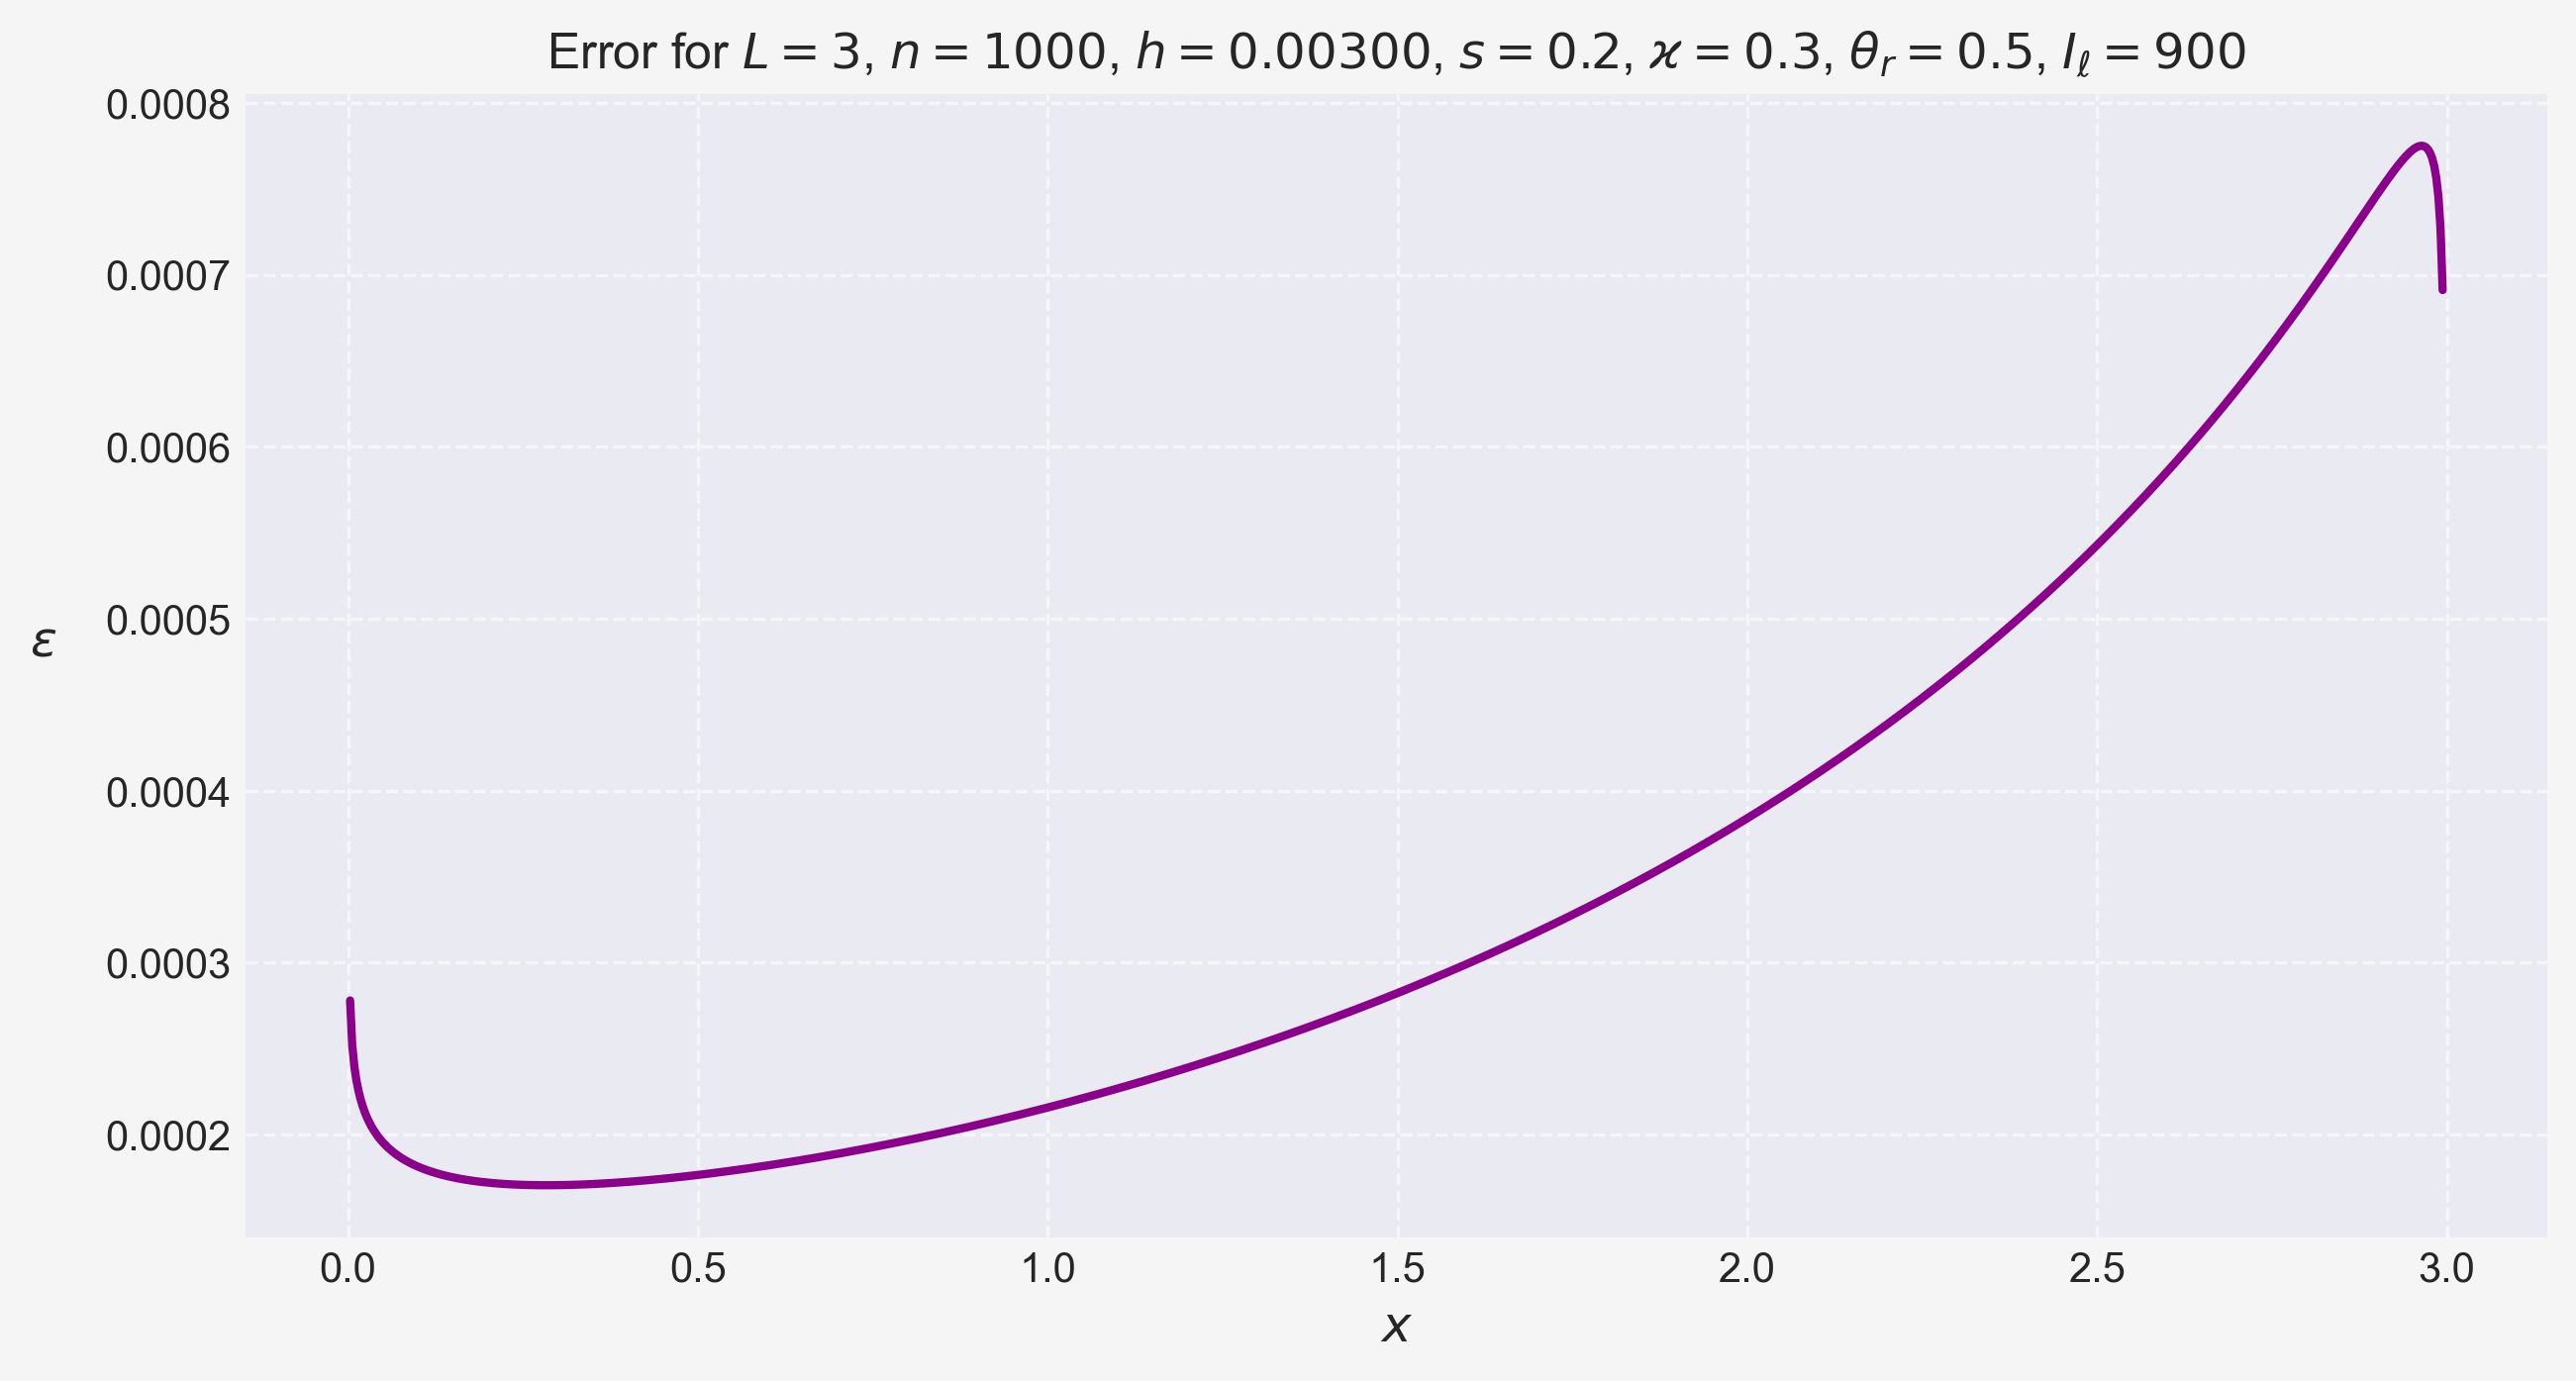 Error for L = 3, n = 1000, h = 0.00300, s = 0.2, ϰ = 0.3, θ_r = 0.5, I_ℓ = 900
0.0008
0.0007
0.0006
0.0005
ε
0.0004
0.0003
0.0002
0.0 0.5 1.0 1.5 2.0 2.5 3.0
x